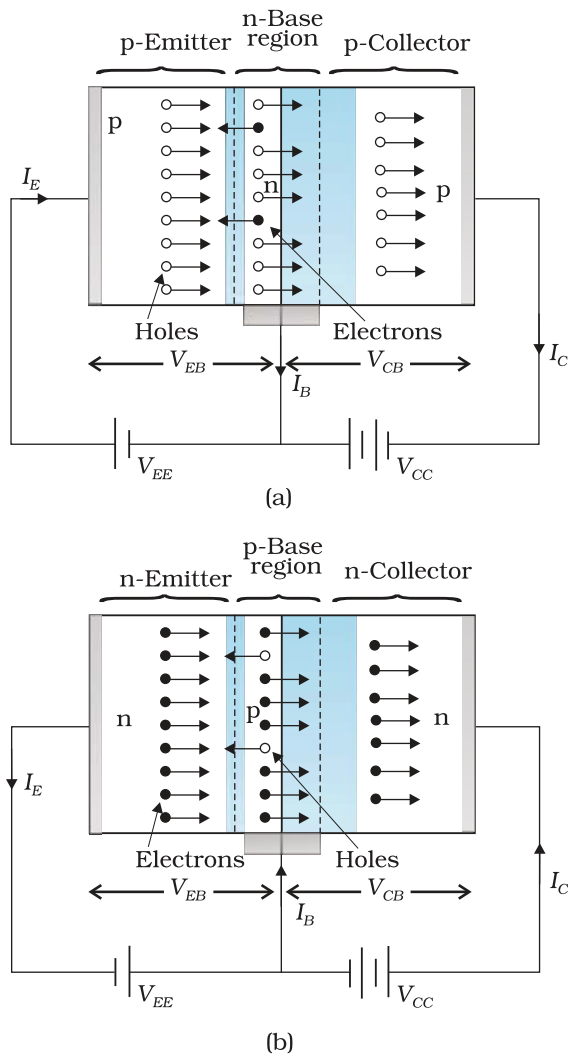 n-Base
p-Emitter region p-Collector
p
n
p
I_E
Holes Electrons
V_EB V_CB
I_B
I_C
V_EE V_CC
(a)
p-Base
n-Emitter region n-Collector
n
p
n
I_E
Electrons Holes
V_EB V_CB
I_B
I_C
V_EE V_CC
(b)